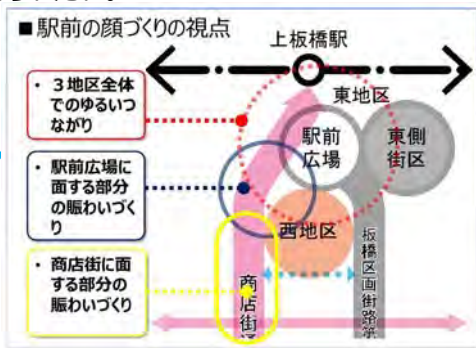 ■駅前の顔づくりの視点
上板橋駅
・ 3地区全体
でのゆるいつ
ながり
東地区
駅前
広場
東側
街区
・ 駅前広場に
面する部分
の賑わいづく
り
西地区
・ 商店街に面
する部分の
賑わいづくり
商店街
板橋区画街路第